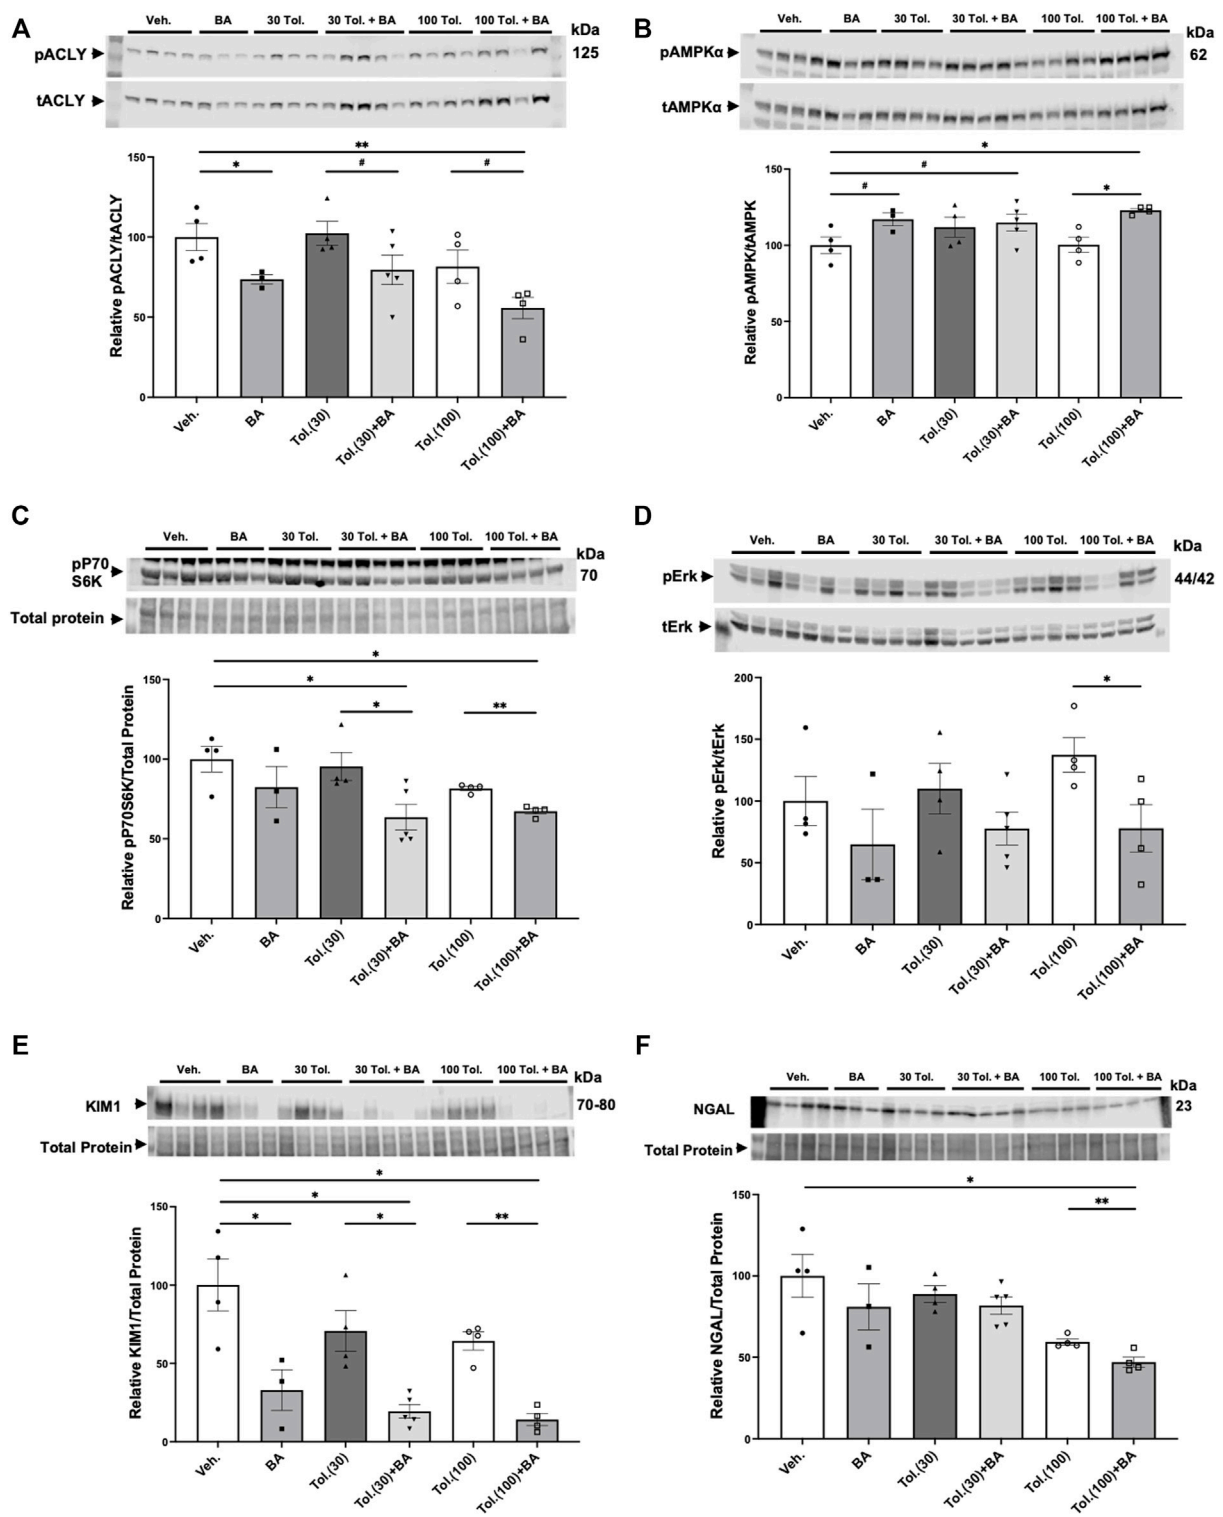 A
Veh. BA 30 Tol. 30 Tol. + BA 100 Tol. 100 Tol. + BA
kDa
pACLY 125
tACLY
**
* # #
Relative pACLY/tACLY
150
100
50
0
Veh. BA Tol.(30) Tol.(30)+BA Tol.(100) Tol.(100)+BA
B
Veh. BA 30 Tol. 30 Tol. + BA 100 Tol. 100 Tol. + BA
kDa
pAMPKα 62
tAMPKα
*
#
# *
Relative pAMPK/tAMPK
150
100
50
0
Veh. BA Tol.(30) Tol.(30)+BA Tol.(100) Tol.(100)+BA
C
Veh. BA 30 Tol. 30 Tol. + BA 100 Tol. 100 Tol. + BA
kDa
pP70
S6K 70
Total protein
*
*
* **
Relative pP70S6K/Total Protein
150
100
50
0
Veh. BA Tol.(30) Tol.(30)+BA Tol.(100) Tol.(100)+BA
D
Veh. BA 30 Tol. 30 Tol. + BA 100 Tol. 100 Tol. + BA
kDa
pErk 44/42
tErk
*
Relative pErk/tErk
200
150
100
50
0
Veh. BA Tol.(30) Tol.(30)+BA Tol.(100) Tol.(100)+BA
E
Veh. BA 30 Tol. 30 Tol. + BA 100 Tol. 100 Tol. + BA
kDa
KIM1 70-80
Total Protein
*
*
* * **
Relative KIM1/Total Protein
150
100
50
0
Veh. BA Tol.(30) Tol.(30)+BA Tol.(100) Tol.(100)+BA
F
Veh. BA 30 Tol. 30 Tol. + BA 100 Tol. 100 Tol. + BA
kDa
NGAL 23
Total Protein
*
**
Relative NGAL/Total Protein
150
100
50
0
Veh. BA Tol.(30) Tol.(30)+BA Tol.(100) Tol.(100)+BA